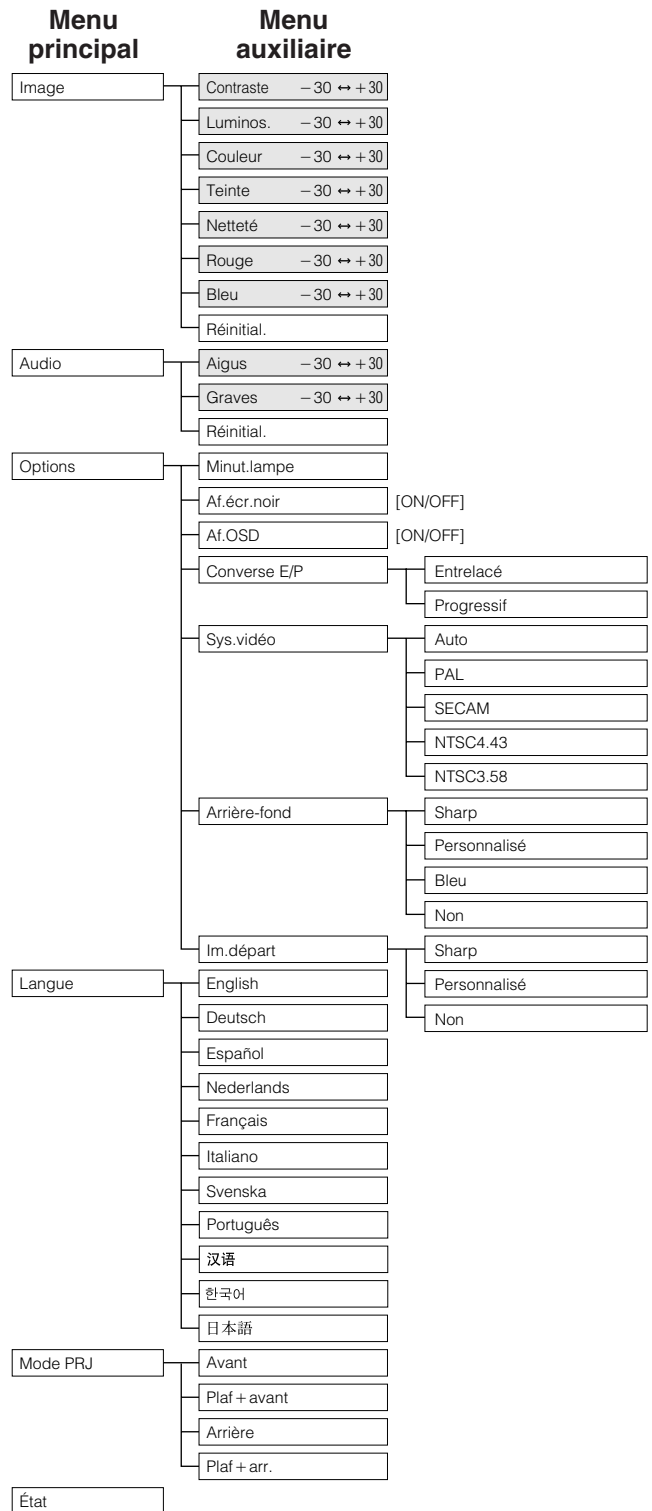 Menu principal
Menu auxiliaire
Image
Contraste −30 ↔ +30
Luminos. −30 ↔ +30
Couleur −30 ↔ +30
Teinte −30 ↔ +30
Netteté −30 ↔ +30
Rouge −30 ↔ +30
Bleu −30 ↔ +30
Réinitial.
Audio
Aigus −30 ↔ +30
Graves −30 ↔ +30
Réinitial.
Options
Minut.lampe
Af.écr.noir [ON/OFF]
Af.OSD [ON/OFF]
Converse E/P
Entrelacé
Progressif
Sys.vidéo
Auto
PAL
SECAM
NTSC4.43
NTSC3.58
Arrière-fond
Sharp
Personnalisé
Bleu
Non
Im.départ
Sharp
Personnalisé
Non
Langue
English
Deutsch
Español
Nederlands
Français
Italiano
Svenska
Português
汉语
한국어
日本語
Mode PRJ
Avant
Plaf+avant
Arrière
Plaf+arr.
État